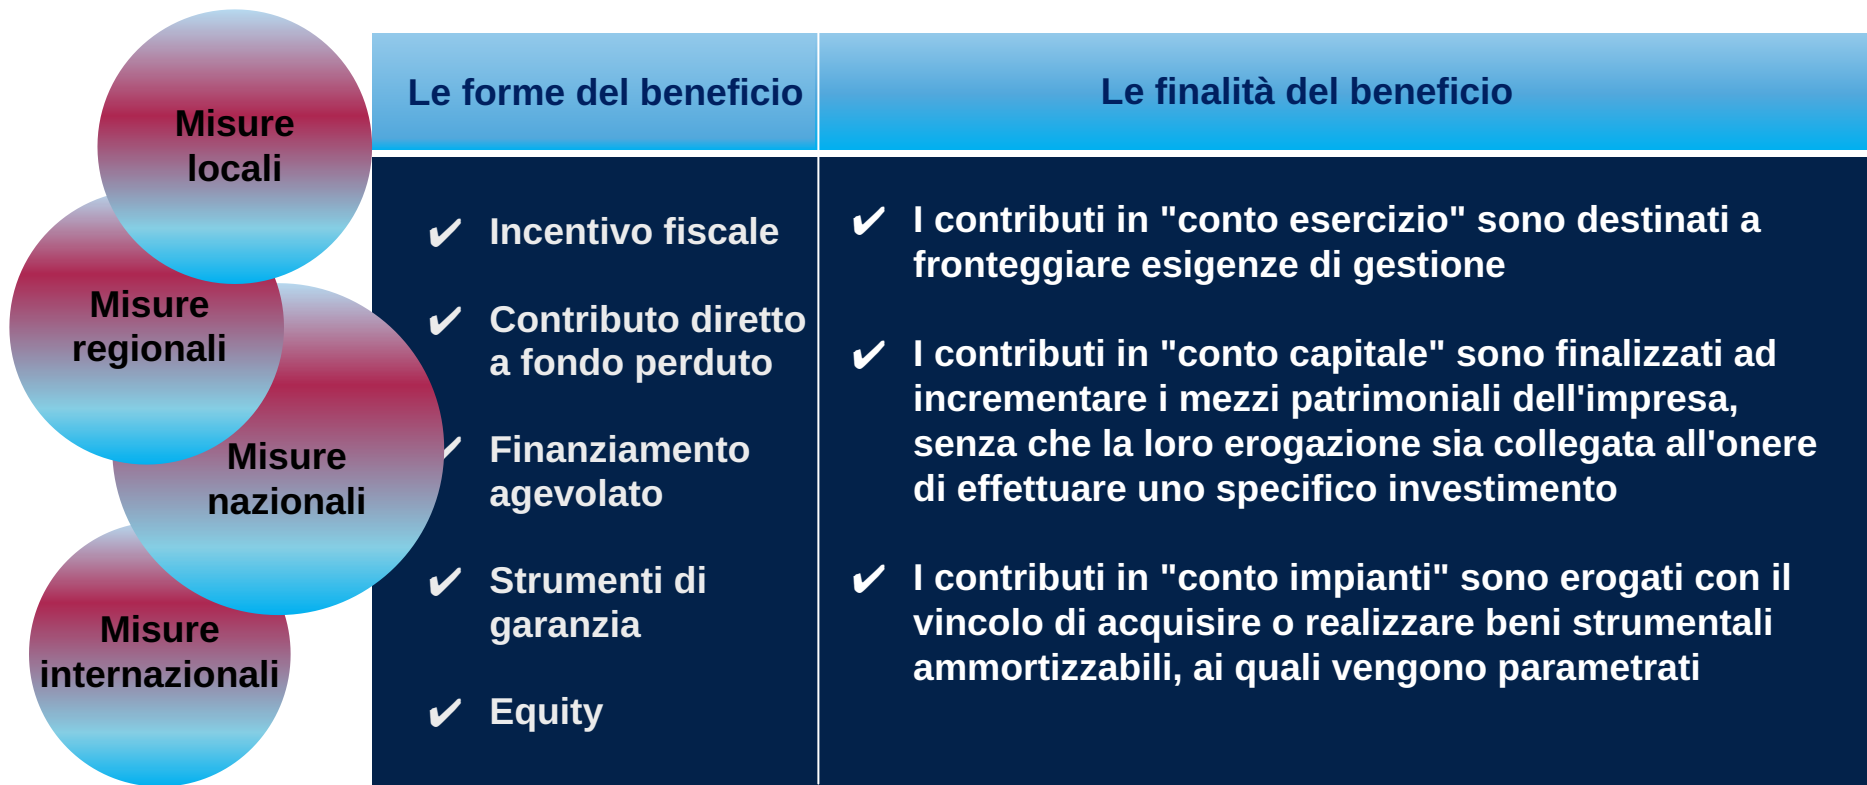 Misure
locali
Misure
regionali
Misure
nazionali
Misure
internazionali
Le forme del beneficio
✔ Incentivo fiscale
✔ Contributo diretto
a fondo perduto
✔ Finanziamento
agevolato
✔ Strumenti di
garanzia
✔ Equity
Le finalità del beneficio
✔ I contributi in "conto esercizio" sono destinati a
fronteggiare esigenze di gestione
✔ I contributi in "conto capitale" sono finalizzati ad
incrementare i mezzi patrimoniali dell'impresa,
senza che la loro erogazione sia collegata all'onere
di effettuare uno specifico investimento
✔ I contributi in "conto impianti" sono erogati con il
vincolo di acquisire o realizzare beni strumentali
ammortizzabili, ai quali vengono parametrati